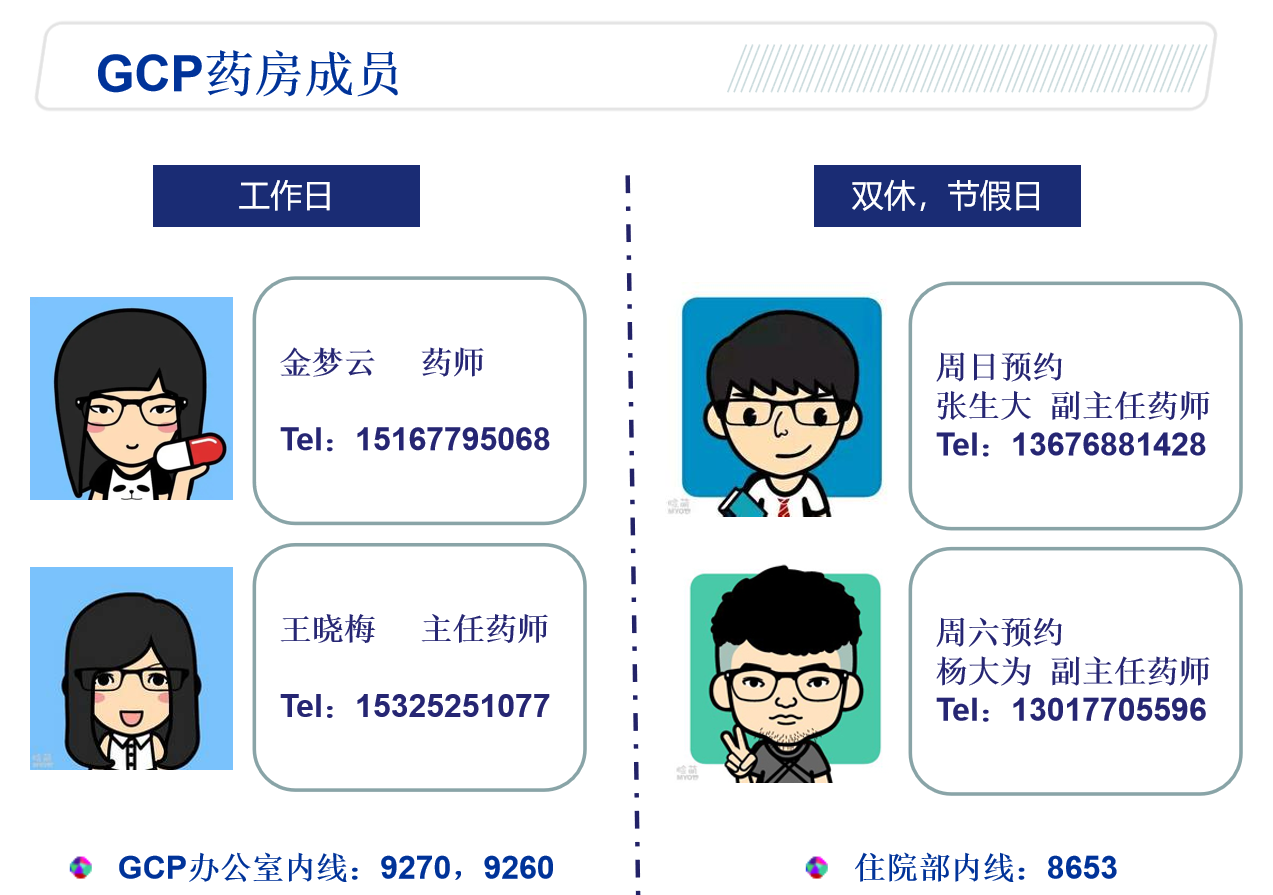 GCP药房成员
工作日
金梦云 药师
Tel：15167795068
王晓梅 主任药师
Tel：15325251077
GCP办公室内线：9270，9260
双休，节假日
周日预约
张生大 副主任药师
Tel：13676881428
周六预约
杨大为 副主任药师
Tel：13017705596
住院部内线：8653